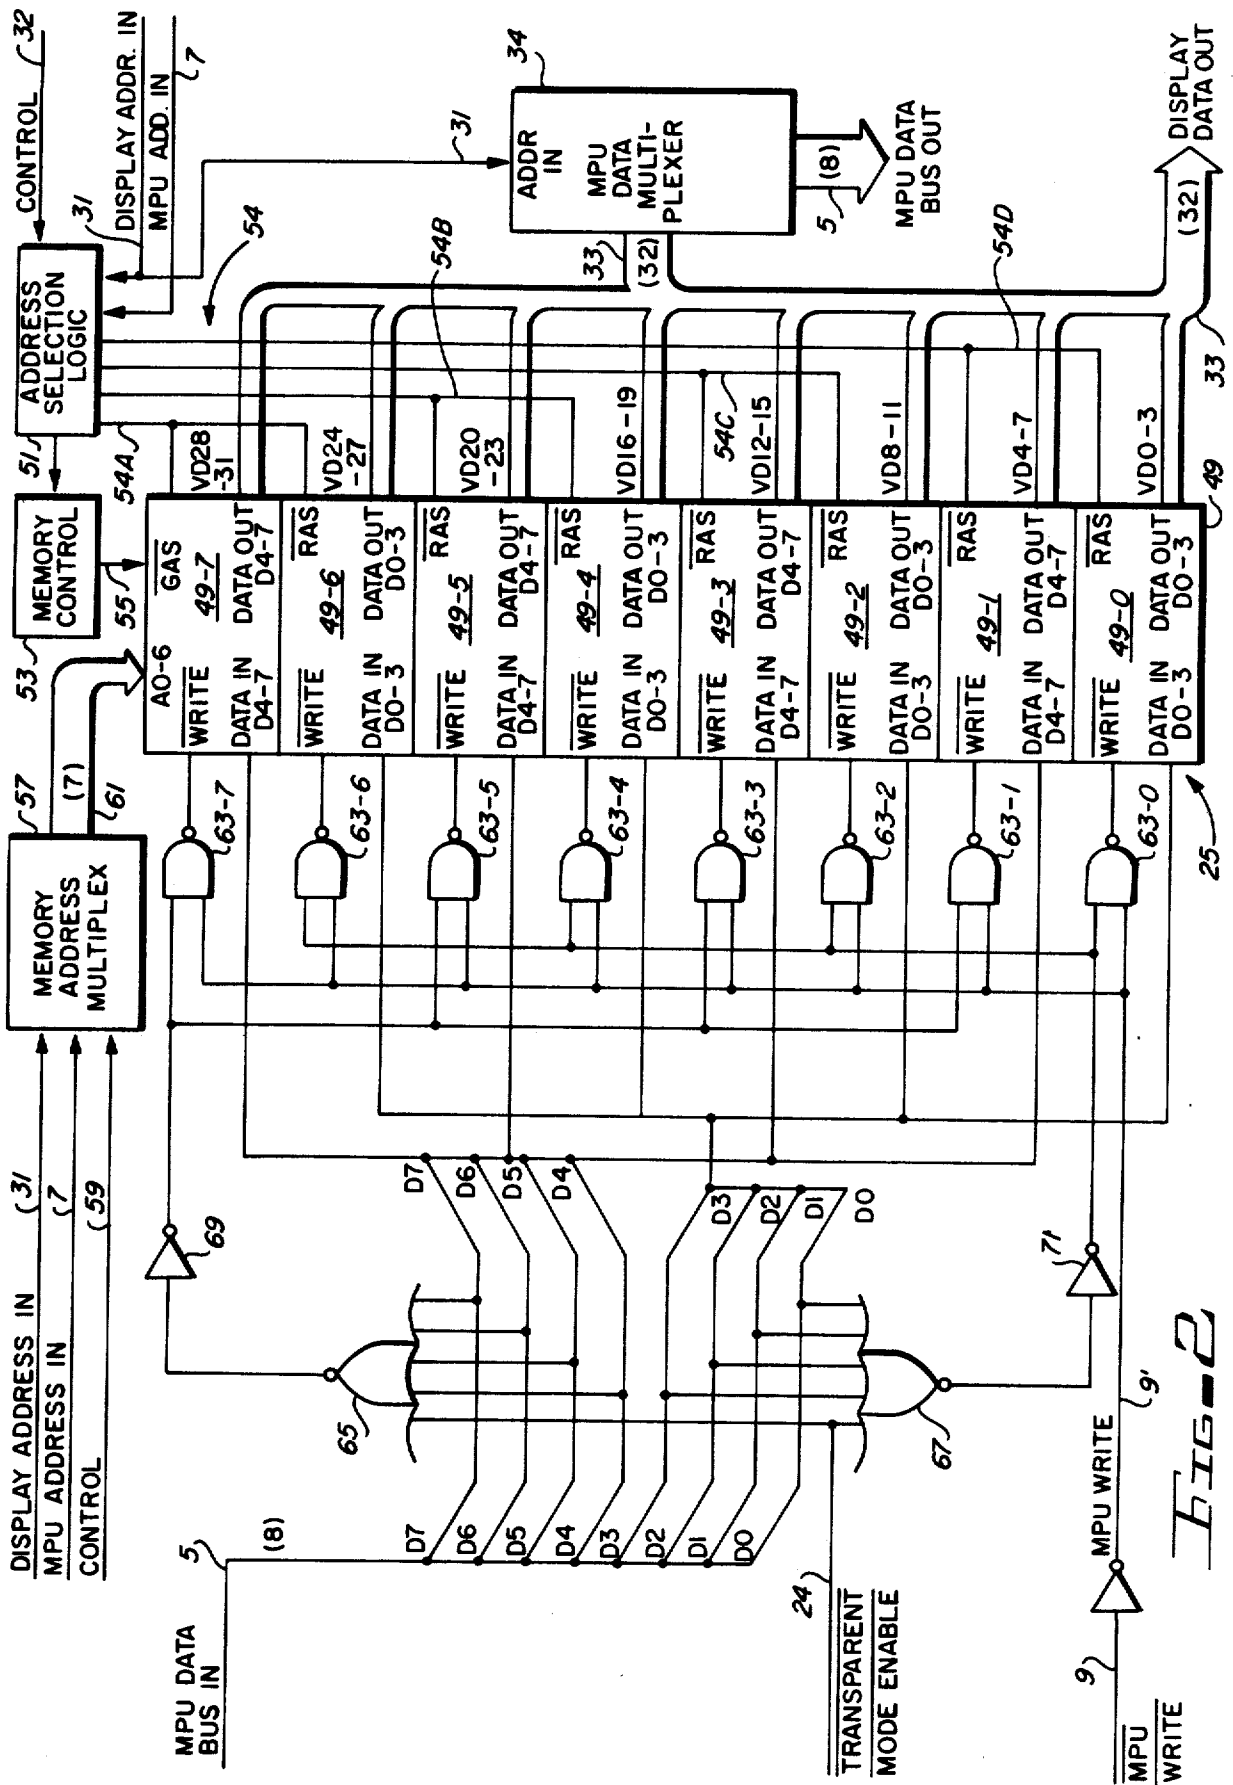 DISPLAY ADDRESS IN
31
MPU ADDRESS IN
7
CONTROL
59
MEMORY
ADDRESS
MULTIPLEX
57
(7)
61
53
MEMORY
CONTROL
55
51
ADDRESS
SELECTION
LOGIC
CONTROL
32
31
DISPLAY ADDR. IN
MPU ADD. IN
7
54
54A
54B
54C
54D
MPU DATA
BUS IN
5
(8)
D7
D6
D5
D4
D3
D2
D1
D0
65
67
69
71
D7
D6
D5
D4
D3
D2
D1
D0
24
TRANSPARENT
MODE ENABLE
9
MPU
WRITE
MPU WRITE
9'
63-7
63-6
63-5
63-4
63-3
63-2
63-1
63-0
A0-6
GAS
WRITE
49-7
DATA IN
D4-7
DATA OUT
D4-7
WRITE
RAS
49-6
DATA IN
D0-3
DATA OUT
D0-3
WRITE
RAS
49-5
DATA IN
D4-7
DATA OUT
D4-7
WRITE
RAS
49-4
D0-3
DATA OUT
D0-3
WRITE
RAS
49-3
DATA IN
D4-7
DATA OUT
D4-7
WRITE
RAS
49-2
DATA IN
D0-3
DATA OUT
D0-3
WRITE
RAS
49-1
DATA IN
D4-7
DATA OUT
D4-7
WRITE
RAS
49-0
DATA IN
D0-3
DATA OUT
D0-3
25
49
VD28
-31
VD24
-27
VD20
-23
VD16-19
VD12-15
VD8-11
VD4-7
VD0-3
33
(32)
ADDR
IN
MPU
DATA
MULTI-
PLEXER
34
31
5
(8)
MPU DATA
BUS OUT
33
(32)
DISPLAY
DATA OUT
FIG-2